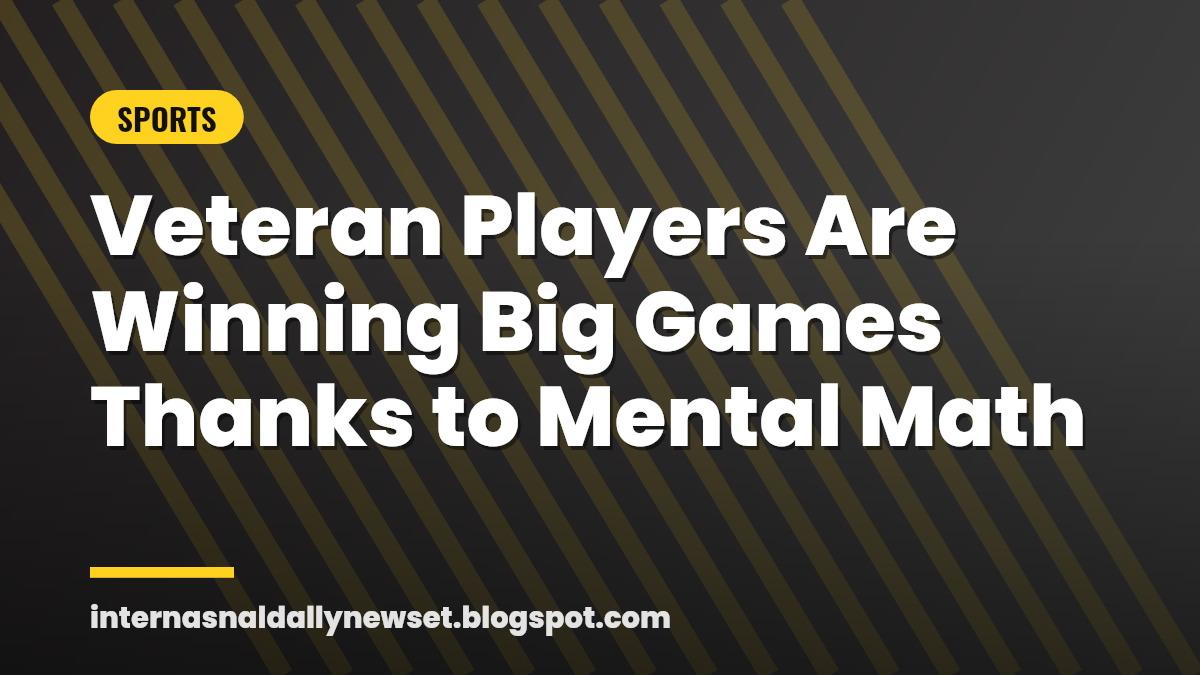 SPORTS
Veteran Players Are
Winning Big Games
Thanks to Mental Math
internasnaldallynewset.blogspot.com